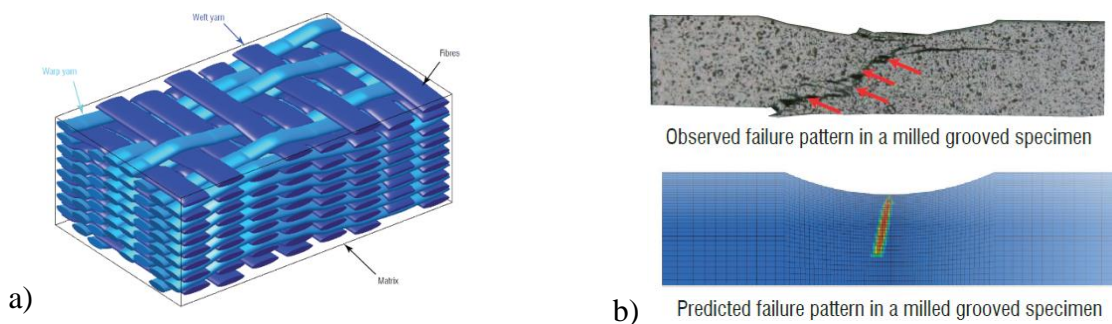 Weft yarn
Fibres
Warp yarn
Matrix
a)
Observed failure pattern in a milled grooved specimen
b)
Predicted failure pattern in a milled grooved specimen